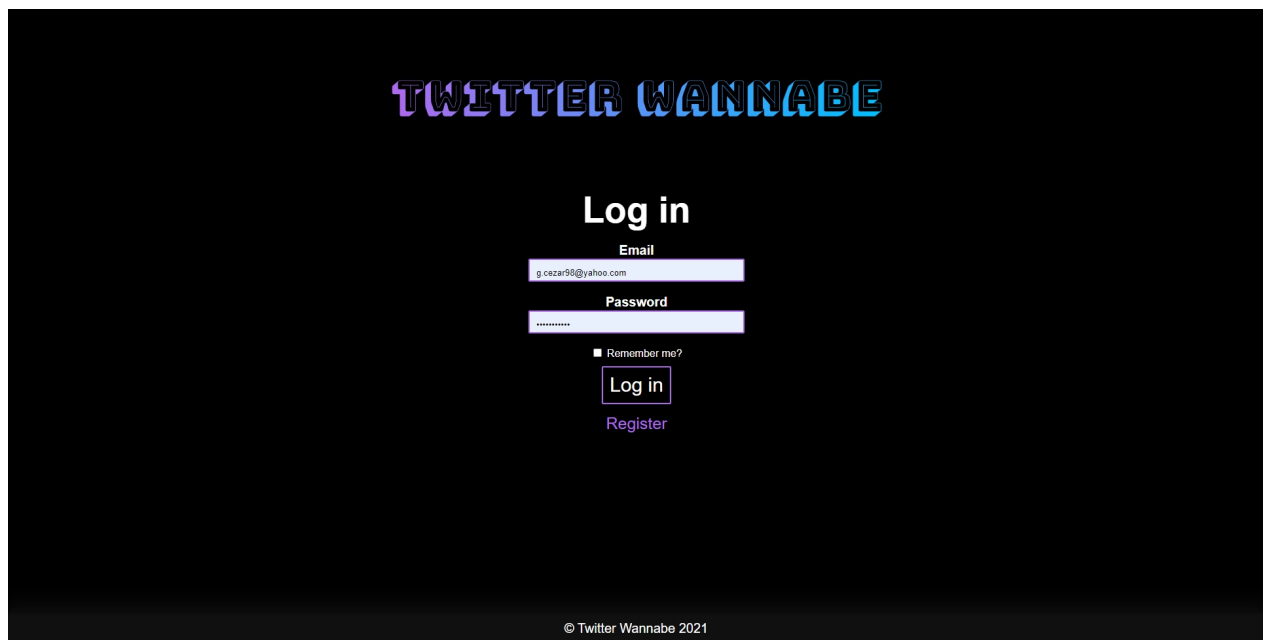 TWITTER WANNABE
Log in
Email
g.cezar98@yahoo.com
Password
•••••••••••
Remember me?
Log in
Register
© Twitter Wannabe 2021